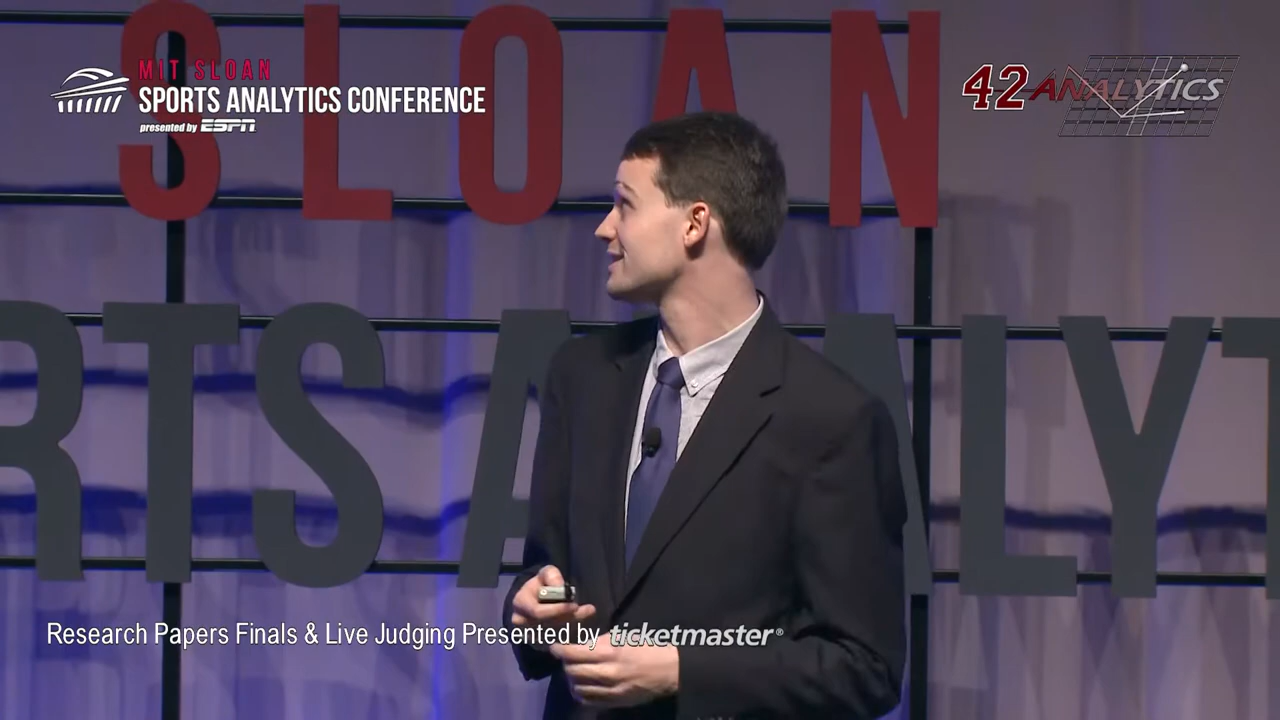 MIT SLOAN
SPORTS ANALYTICS CONFERENCE
presented by ESPN
42 ANALYTICS
SLOAN
RTS ANALYT
Research Papers Finals & Live Judging Presented by ticketmaster®